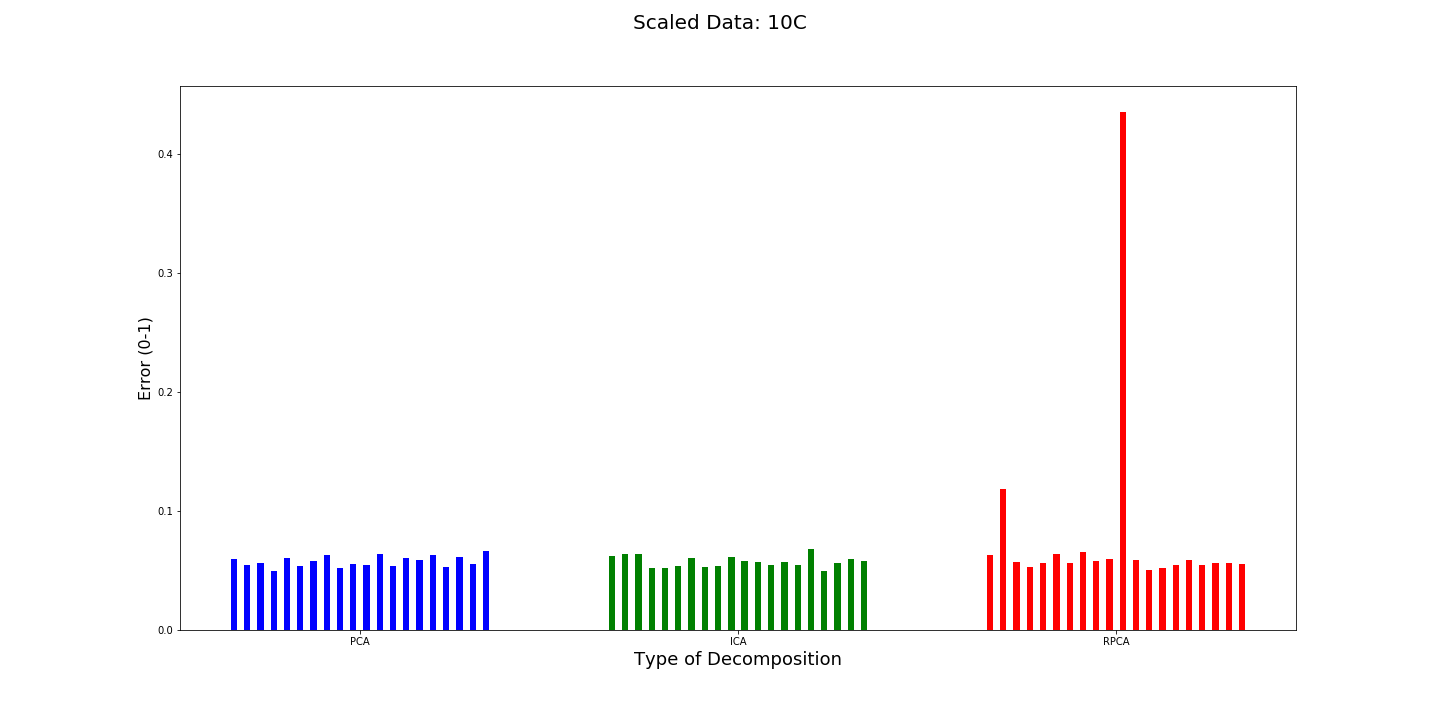 Scaled Data: 10C
0.4
0.3
0.2
0.1
0.0
Error (0-1)
PCA ICA RPCA
Type of Decomposition